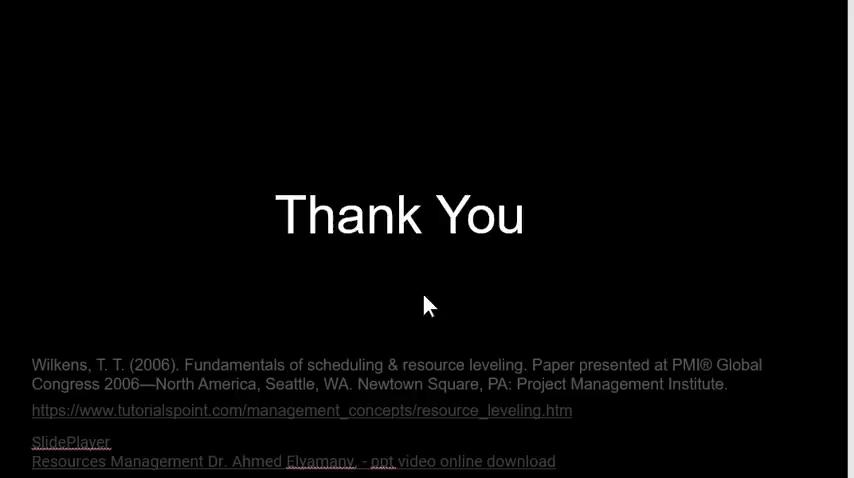 Thank You
Wilkens, T. T. (2006). Fundamentals of scheduling & resource leveling. Paper presented at PMI® Global
Congress 2006—North America, Seattle, WA. Newtown Square, PA: Project Management Institute.
https://www.tutorialspoint.com/management_concepts/resource_leveling.htm
SlidePlayer
Resources Management Dr. Ahmed Elyamany. - ppt video online download